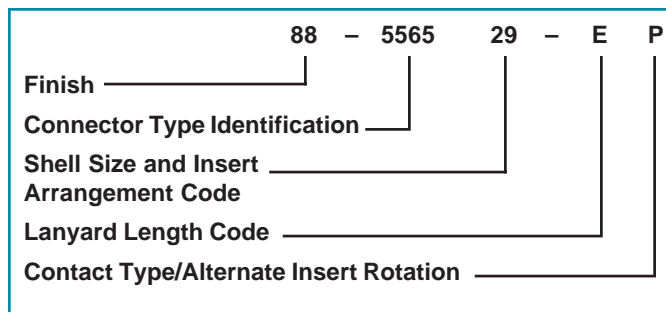 88 – 5565 29 – E P
Finish
Connector Type Identification
Shell Size and Insert
Arrangement Code
Lanyard Length Code
Contact Type/Alternate Insert Rotation